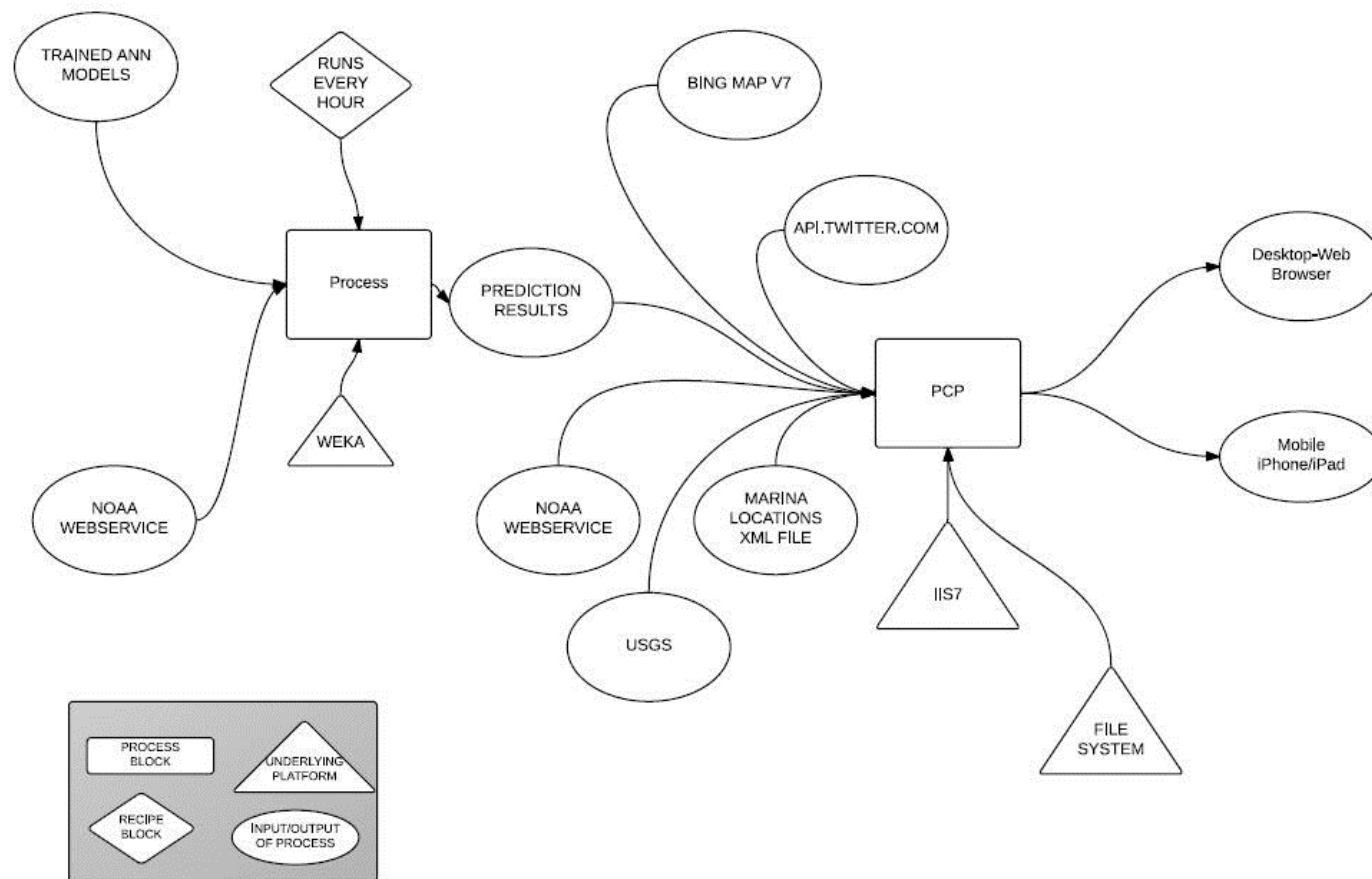 TRAINED ANN
MODELS
RUNS
EVERY
HOUR
BING MAP V7
API.TWITTER.COM
Process
PREDICTION
RESULTS
Desktop-Web
Browser
PCP
WEKA
Mobile
iPhone/iPad
NOAA
WEBSERVICE
NOAA
WEBSERVICE
MARINA
LOCATIONS
XML FILE
IIS7
USGS
FILE
SYSTEM
PROCESS
BLOCK
UNDERLYING
PLATFORM
RECIPE
BLOCK
INPUT/OUTPUT
OF PROCESS